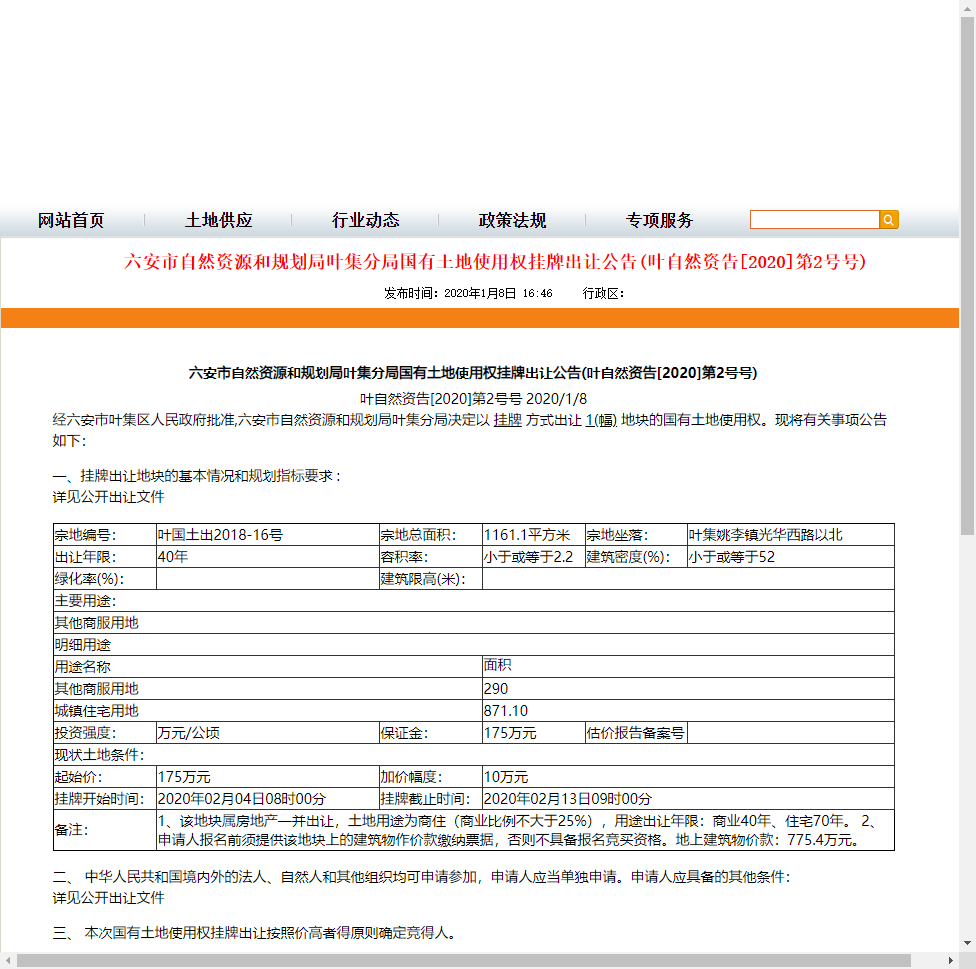 网站首页 土地供应 行业动态 政策法规 专项服务
六安市自然资源和规划局叶集分局国有土地使用权挂牌出让公告(叶自然资告[2020]第2号号)
发布时间：2020年1月8日 16:46 行政区：
六安市自然资源和规划局叶集分局国有土地使用权挂牌出让公告(叶自然资告[2020]第2号号)
叶自然资告[2020]第2号号 2020/1/8
经六安市叶集区人民政府批准,六安市自然资源和规划局叶集分局决定以 挂牌 方式出让 1(幅) 地块的国有土地使用权。现将有关事项公告
如下：
一、挂牌出让地块的基本情况和规划指标要求：
详见公开出让文件
宗地编号： 叶国土出2018-16号 宗地总面积： 1161.1平方米 宗地坐落： 叶集姚李镇光华西路以北
出让年限： 40年 容积率： 小于或等于2.2 建筑密度(%)： 小于或等于52
绿化率(%)： 建筑限高(米)：
主要用途：
其他商服用地
明细用途
用途名称 面积
其他商服用地 290
城镇住宅用地 871.10
投资强度： 万元/公顷 保证金： 175万元 估价报告备案号
现状土地条件：
起始价： 175万元 加价幅度： 10万元
挂牌开始时间： 2020年02月04日08时00分 挂牌截止时间： 2020年02月13日09时00分
备注： 1、该地块属房地产一并出让，土地用途为商住（商业比例不大于25%），用途出让年限：商业40年、住宅70年。 2、
申请人报名前须提供该地块上的建筑物作价款缴纳票据，否则不具备报名竞买资格。地上建筑物价款：775.4万元。
二、 中华人民共和国境内外的法人、自然人和其他组织均可申请参加，申请人应当单独申请。申请人应具备的其他条件：
详见公开出让文件
三、 本次国有土地使用权挂牌出让按照价高者得原则确定竞得人。